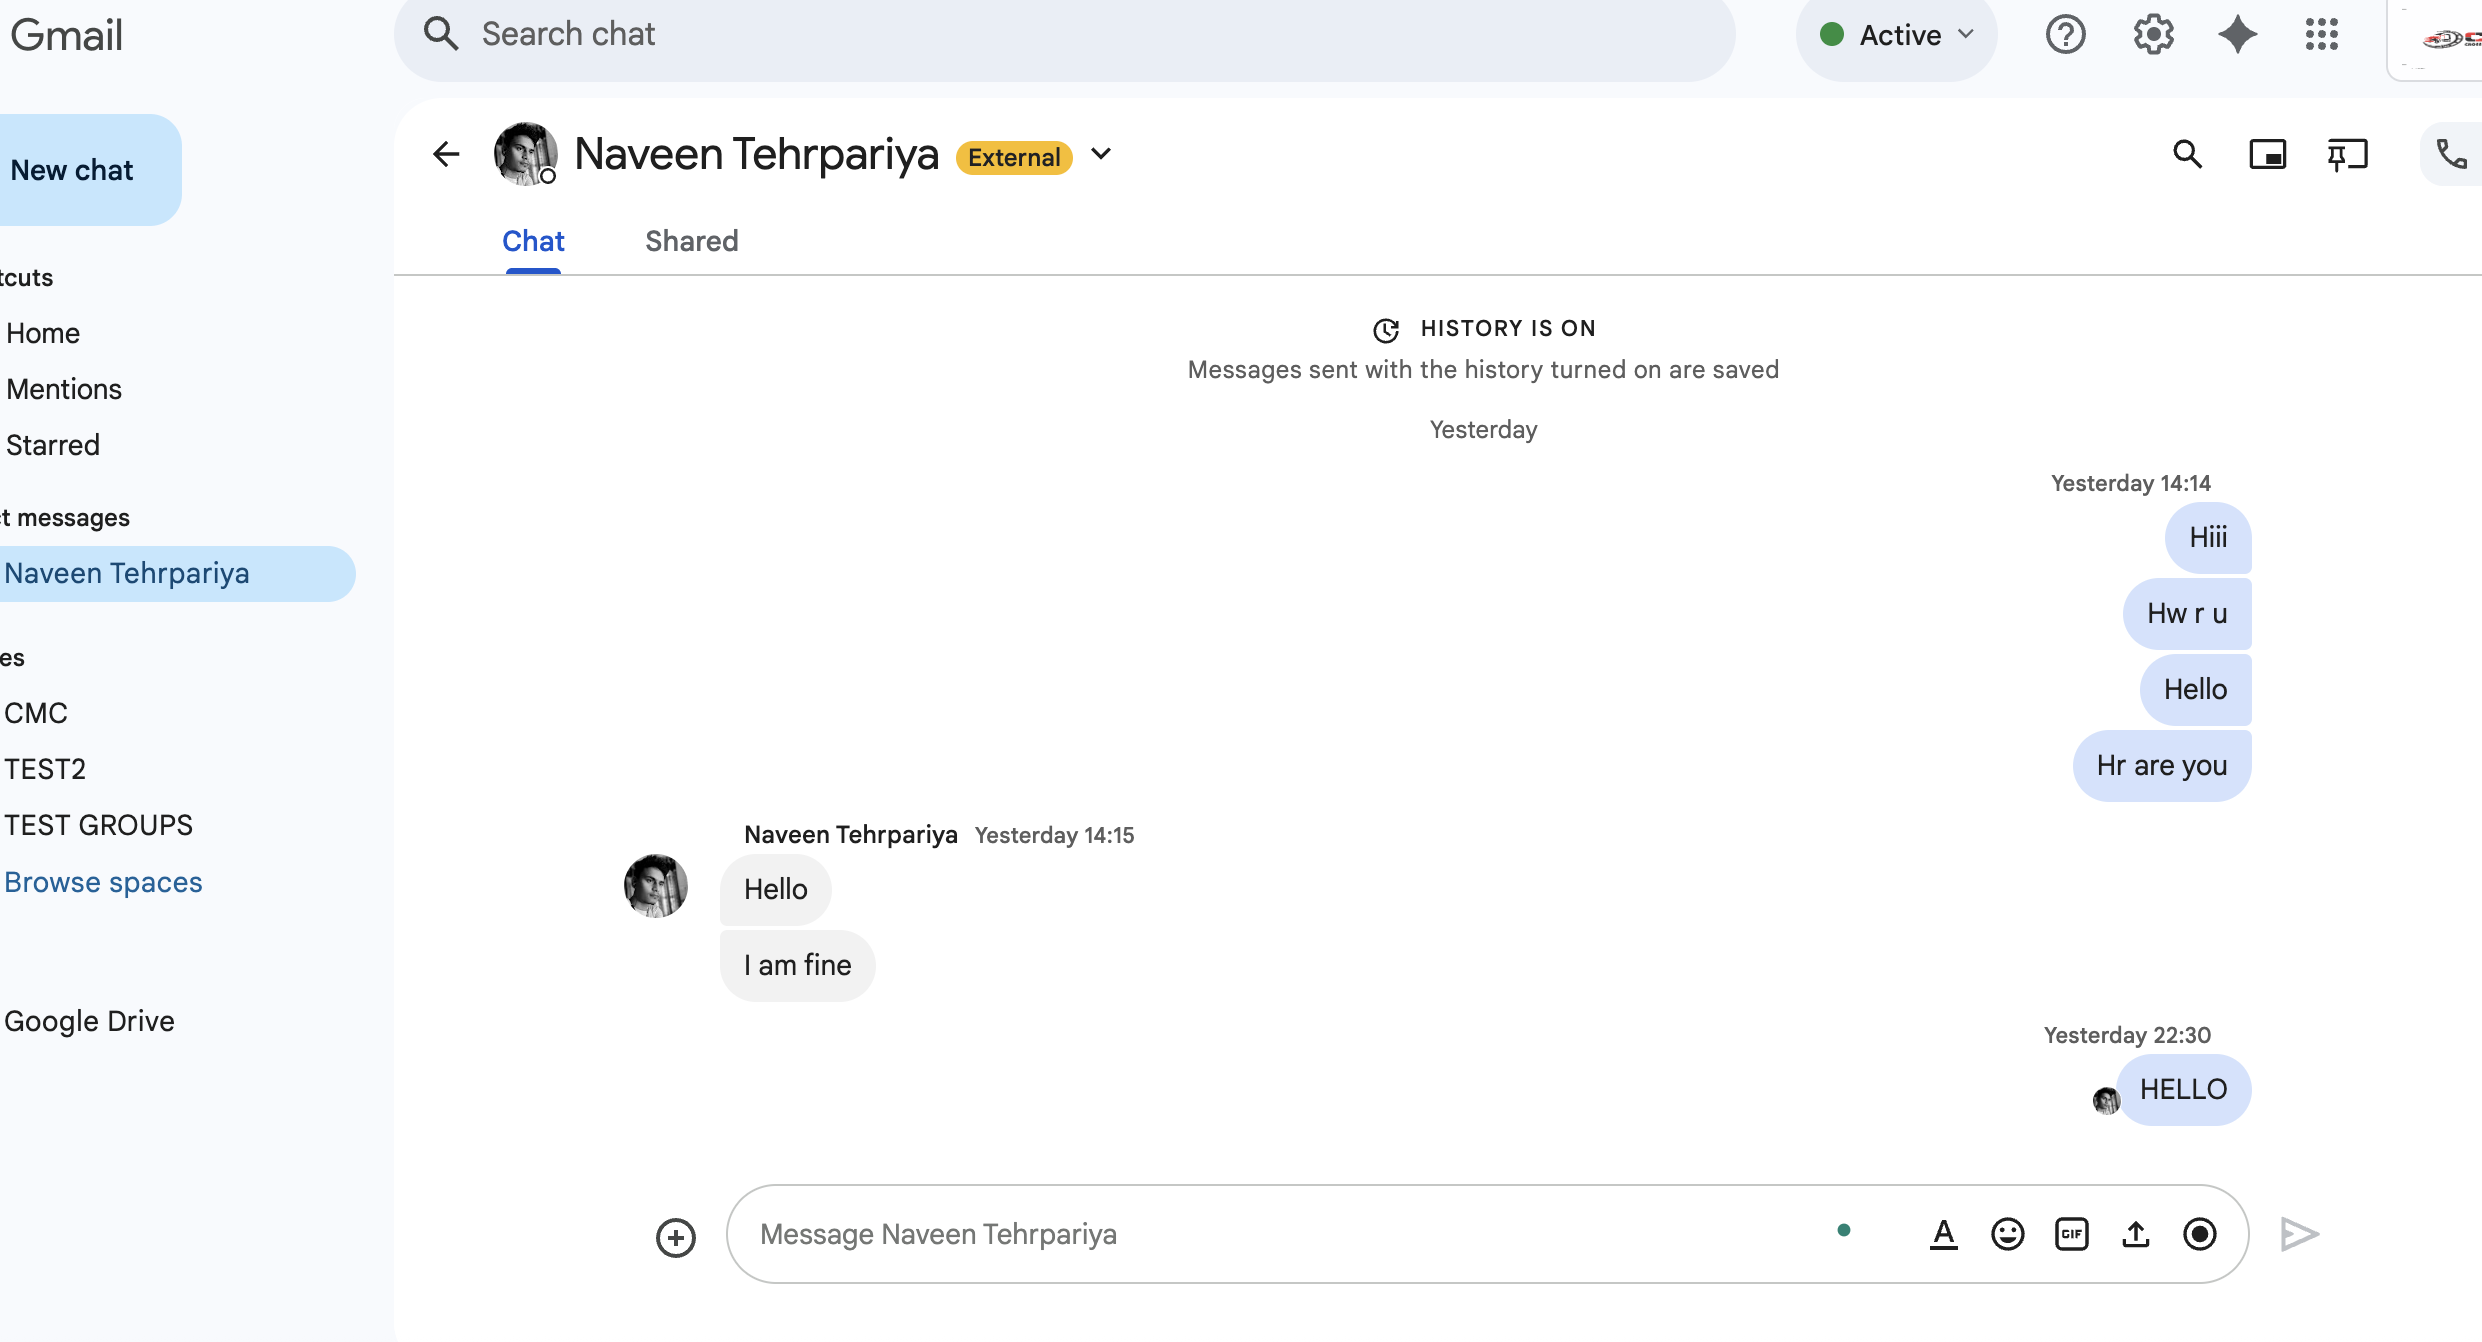 Gmail
Search chat
Active
New chat
Naveen Tehrpariya External
Chat Shared
tcuts
Home
Mentions
Starred
t messages
Naveen Tehrpariya
es
CMC
TEST2
TEST GROUPS
Browse spaces
Google Drive
HISTORY IS ON
Messages sent with the history turned on are saved
Yesterday
Yesterday 14:14
Hiii
Hw r u
Hello
Hr are you
Naveen Tehrpariya Yesterday 14:15
Hello
I am fine
Yesterday 22:30
HELLO
Message Naveen Tehrpariya
GIF